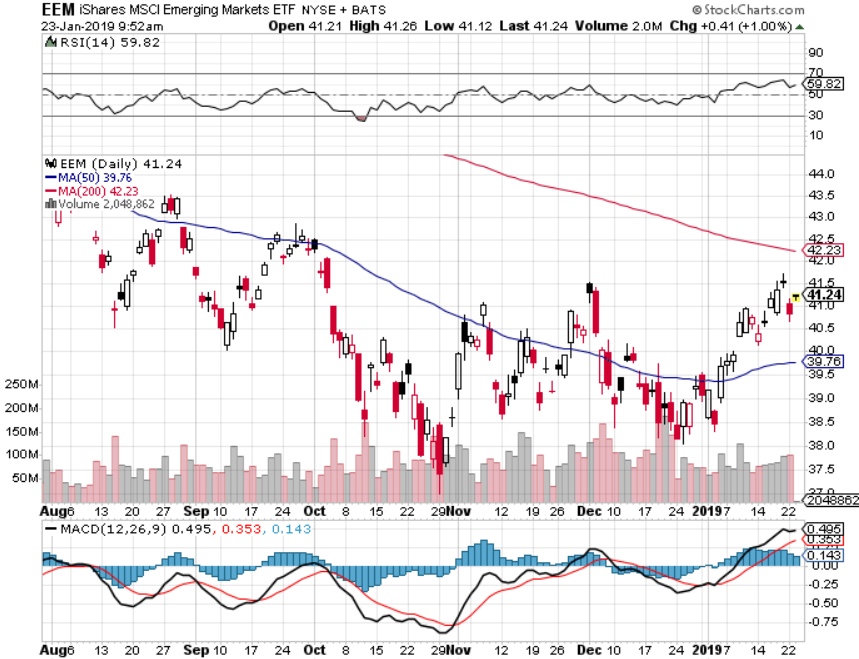 EEM iShares MSCI Emerging Markets ETF NYSE + BATS © StockCharts.com
23-Jan-2019 9:52am Open 41.21 High 41.26 Low 41.12 Last 41.24 Volume 2.0M Chg +0.41 (+1.00%)
RSI(14) 59.82
90
70
59.82
50
30
10
EEM (Daily) 41.24
MA(50) 39.76
MA(200) 42.23
Volume 2,048,862
44.0
43.5
43.0
42.5
42.23
42.0
41.5
41.24
41.0
40.5
40.0
39.76
39.5
39.0
38.5
38.0
37.5
27.0
250M
200M
150M
100M
50M
2048862
Aug 6 13 20 27 Sep 10 17 24 Oct 8 15 22 29 Nov 12 19 26 Dec 10 17 24 2019 7 14 22
MACD(12,26,9) 0.495, 0.353, 0.143
0.495
0.353
0.143
0.00
-0.25
-0.50
-0.75
Aug 6 13 20 27 Sep 10 17 24 Oct 8 15 22 29 Nov 12 19 26 Dec 10 17 24 2019 7 14 22